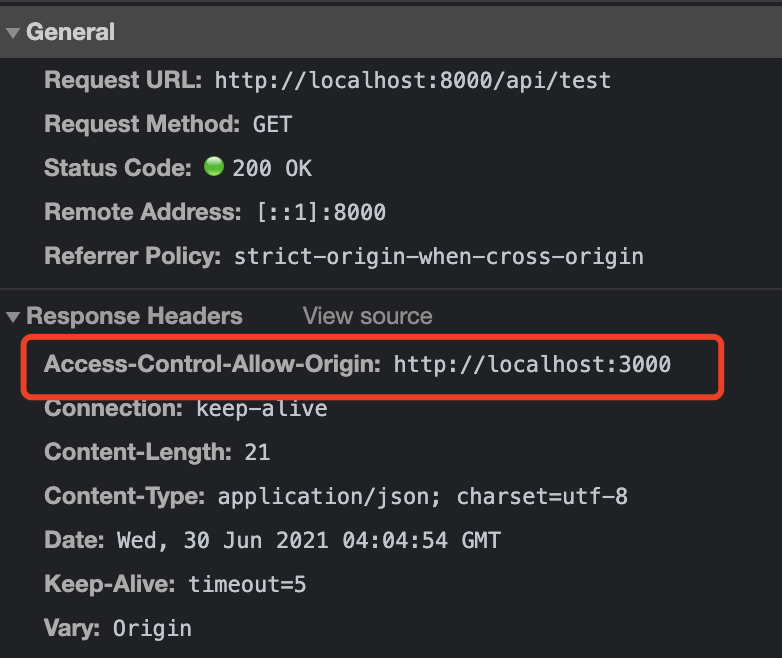 General
Request URL: http://localhost:8000/api/test
Request Method: GET
Status Code: 200 OK
Remote Address: [::1]:8000
Referrer Policy: strict-origin-when-cross-origin
Response Headers View source
Access-Control-Allow-Origin: http://localhost:3000
Connection: keep-alive
Content-Length: 21
Content-Type: application/json; charset=utf-8
Date: Wed, 30 Jun 2021 04:04:54 GMT
Keep-Alive: timeout=5
Vary: Origin